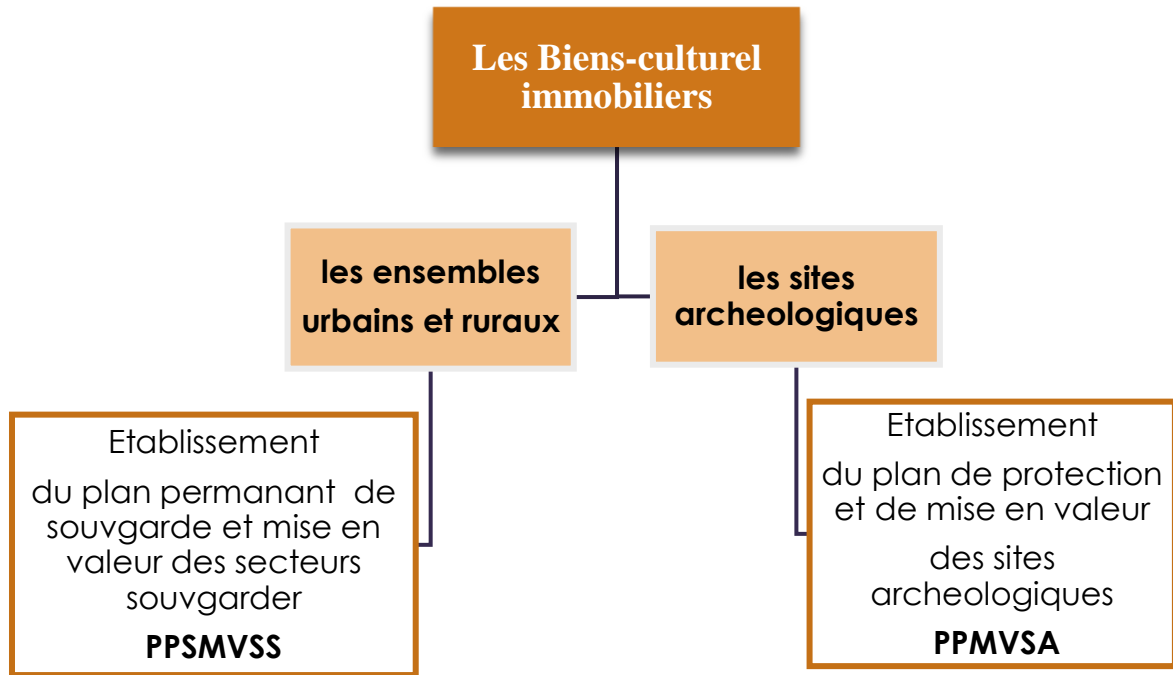 Les Biens-culturel
immobiliers
les ensembles
urbains et ruraux
les sites
archeologiques
Etablissement
du plan permanant de
souvgarde et mise en
valeur des secteurs
souvgarder
PPSMVSS
Etablissement
du plan de protection
et de mise en valeur
des sites
archeologiques
PPMVSA